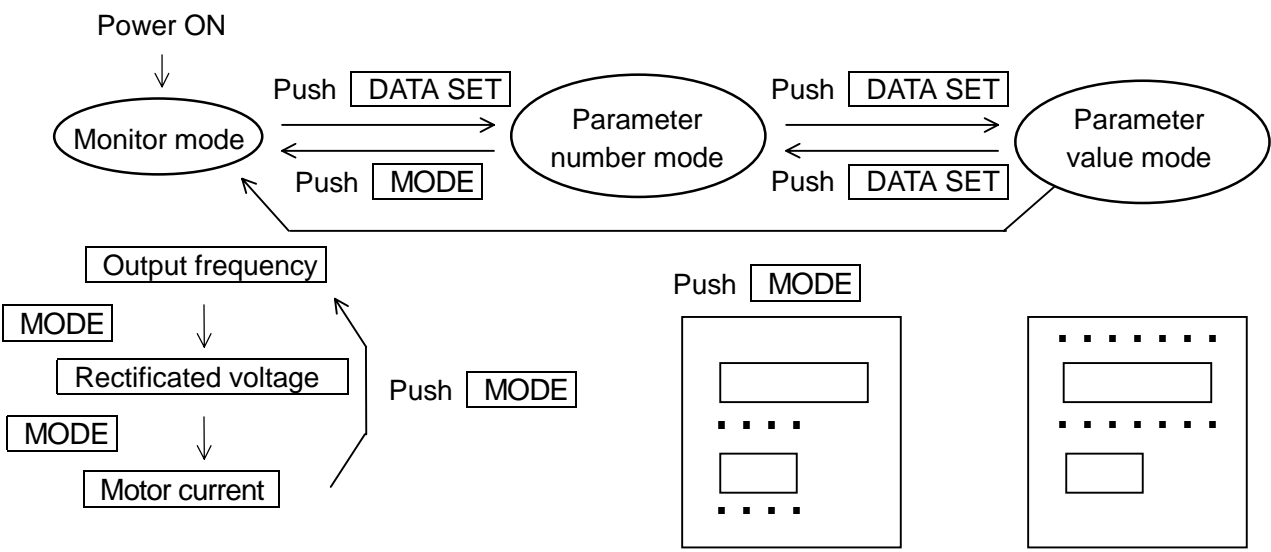 Power ON
Push DATA SET
Push DATA SET
Monitor mode
Parameter
number mode
Parameter
value mode
Push MODE
Push DATA SET
Output frequency
Push MODE
MODE
Rectificated voltage
Push MODE
MODE
Motor current